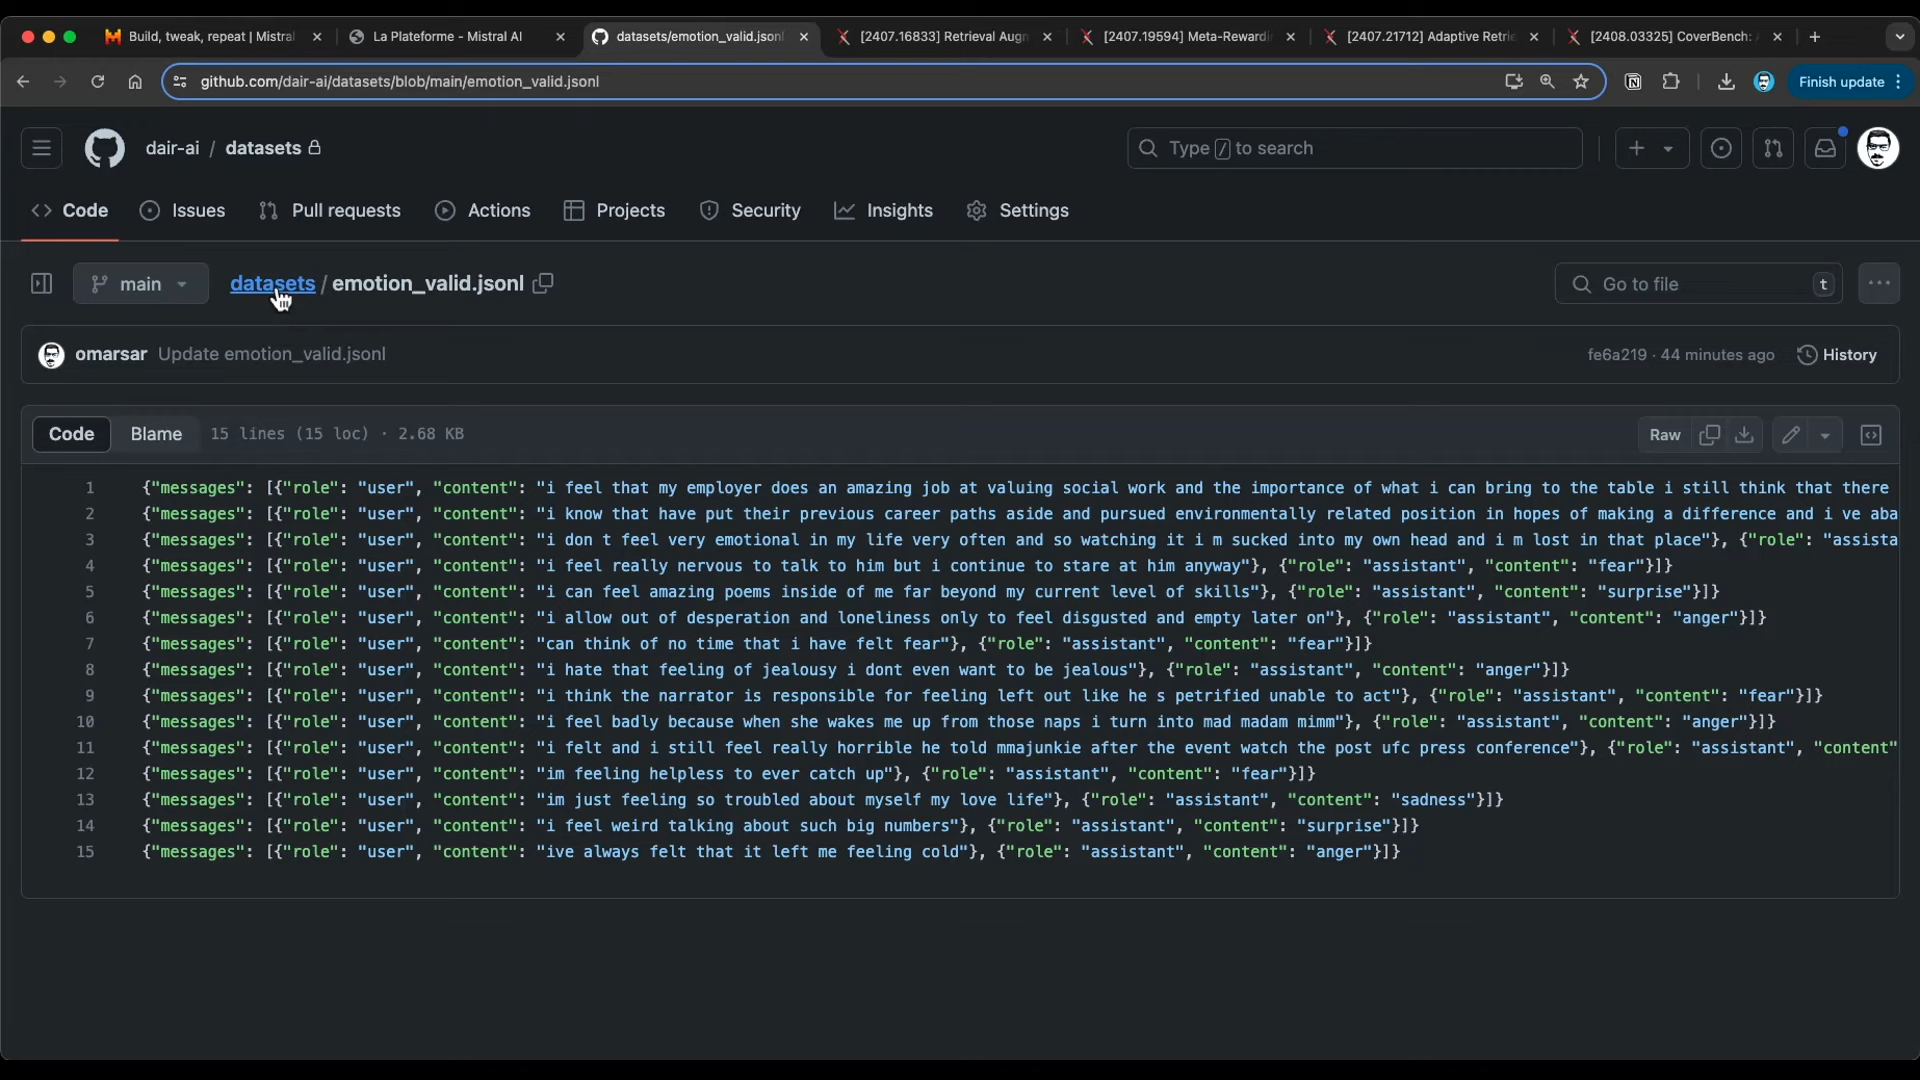 Build, tweak, repeat | Mistral
La Plateforme - Mistral AI
datasets/emotion_valid.jsonl
[2407.16833] Retrieval Aug
[2407.19594] Meta-Rewardi
[2407.21712] Adaptive Retri
[2408.03325] CoverBench:
github.com/dair-ai/datasets/blob/main/emotion_valid.jsonl
Finish update
dair-ai / datasets
Type / to search
Code
Issues
Pull requests
Actions
Projects
Security
Insights
Settings
main
datasets / emotion_valid.jsonl
Go to file t
omarsar Update emotion_valid.jsonl
fe6a219 · 44 minutes ago
History
Code
Blame
15 lines (15 loc) · 2.68 KB
Raw
1 {"messages": [{"role": "user", "content": "i feel that my employer does an amazing job at valuing social work and the importance of what i can bring to the table i still think that there
2 {"messages": [{"role": "user", "content": "i know that have put their previous career paths aside and pursued environmentally related position in hopes of making a difference and i ve aba
3 {"messages": [{"role": "user", "content": "i don t feel very emotional in my life very often and so watching it i m sucked into my own head and i m lost in that place"}, {"role": "assista
4 {"messages": [{"role": "user", "content": "i feel really nervous to talk to him but i continue to stare at him anyway"}, {"role": "assistant", "content": "fear"}]}
5 {"messages": [{"role": "user", "content": "i can feel amazing poems inside of me far beyond my current level of skills"}, {"role": "assistant", "content": "surprise"}]}
6 {"messages": [{"role": "user", "content": "i allow out of desperation and loneliness only to feel disgusted and empty later on"}, {"role": "assistant", "content": "anger"}]}
7 {"messages": [{"role": "user", "content": "can think of no time that i have felt fear"}, {"role": "assistant", "content": "fear"}]}
8 {"messages": [{"role": "user", "content": "i hate that feeling of jealousy i dont even want to be jealous"}, {"role": "assistant", "content": "anger"}]}
9 {"messages": [{"role": "user", "content": "i think the narrator is responsible for feeling left out like he s petrified unable to act"}, {"role": "assistant", "content": "fear"}]}
10 {"messages": [{"role": "user", "content": "i feel badly because when she wakes me up from those naps i turn into mad madam mimm"}, {"role": "assistant", "content": "anger"}]}
11 {"messages": [{"role": "user", "content": "i felt and i still feel really horrible he told mmajunkie after the event watch the post ufc press conference"}, {"role": "assistant", "content"
12 {"messages": [{"role": "user", "content": "im feeling helpless to ever catch up"}, {"role": "assistant", "content": "fear"}]}
13 {"messages": [{"role": "user", "content": "im just feeling so troubled about myself my love life"}, {"role": "assistant", "content": "sadness"}]}
14 {"messages": [{"role": "user", "content": "i feel weird talking about such big numbers"}, {"role": "assistant", "content": "surprise"}]}
15 {"messages": [{"role": "user", "content": "ive always felt that it left me feeling cold"}, {"role": "assistant", "content": "anger"}]}